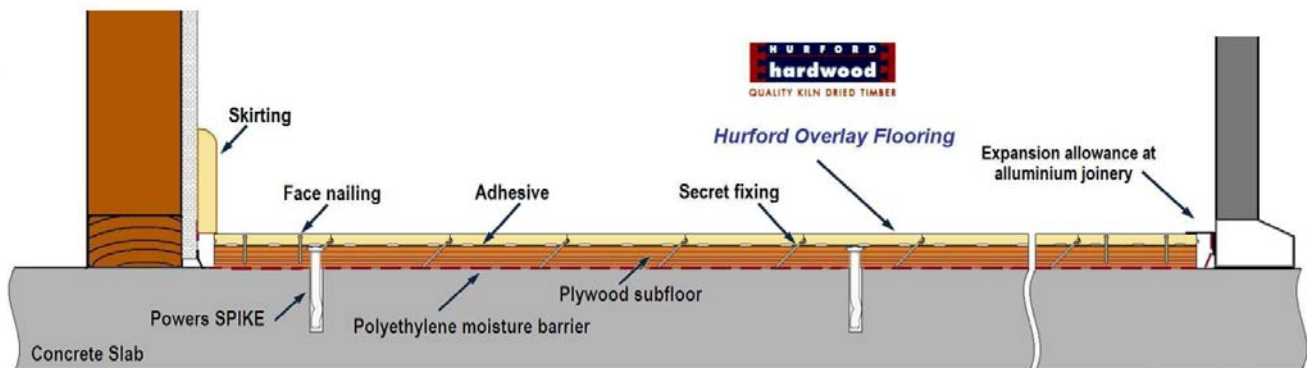 HURFORD
hardwood
QUALITY KILN DRIED TIMBER
Skirting
Hurford Overlay Flooring
Expansion allowance at
alluminium joinery
Face nailing
Adhesive
Secret fixing
Plywood subfloor
Powers SPIKE
Polyethylene moisture barrier
Concrete Slab